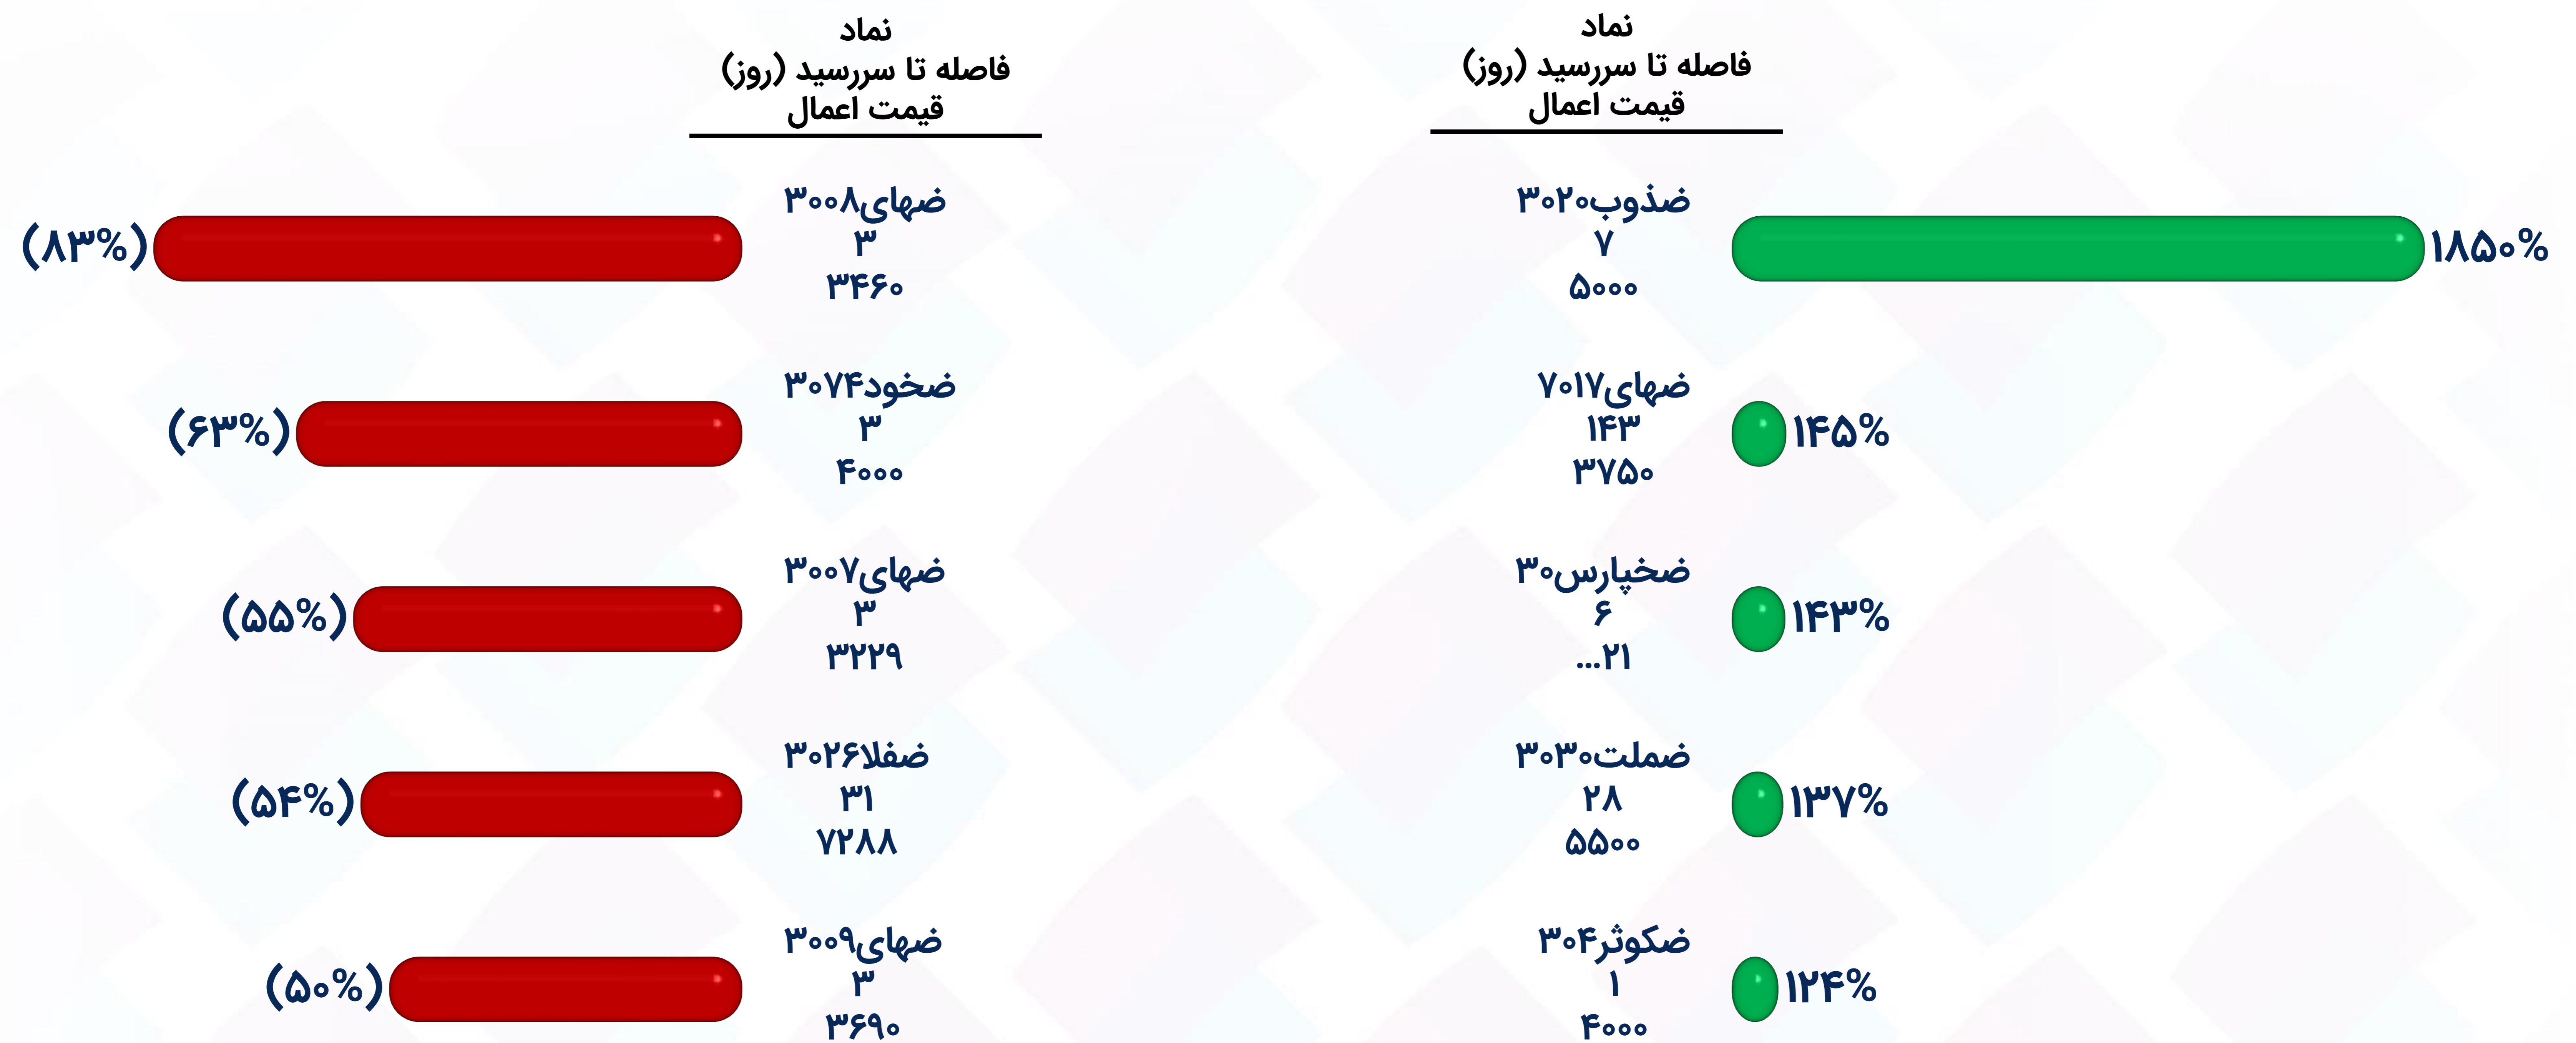 نماد
فاصله تا سررسید (روز)
قیمت اعمال
ضذوب۳۰۲۰
۷
۵۰۰۰
۱۸۵۰%
ضهای۷۰۱۷
۱۴۳
۳۷۵۰
۱۴۵%
ضخپارس۳۰
۶
۲۱...
۱۴۳%
ضملت۳۰۳۰
۲۸
۵۵۰۰
۱۳۷%
ضکوثر۳۰۴
۱
۴۰۰۰
۱۲۴%
نماد
فاصله تا سررسید (روز)
قیمت اعمال
ضهای۳۰۰۸
۳
۳۴۶۰
(۸۳%)
ضخود۳۰۷۴
۳
۴۰۰۰
(۶۳%)
ضهای۳۰۰۷
۳
۳۲۲۹
(۵۵%)
ضفلا۳۰۲۶
۳۱
۷۲۸۸
(۵۴%)
ضهای۳۰۰۹
۳
۳۶۹۰
(۵۰%)